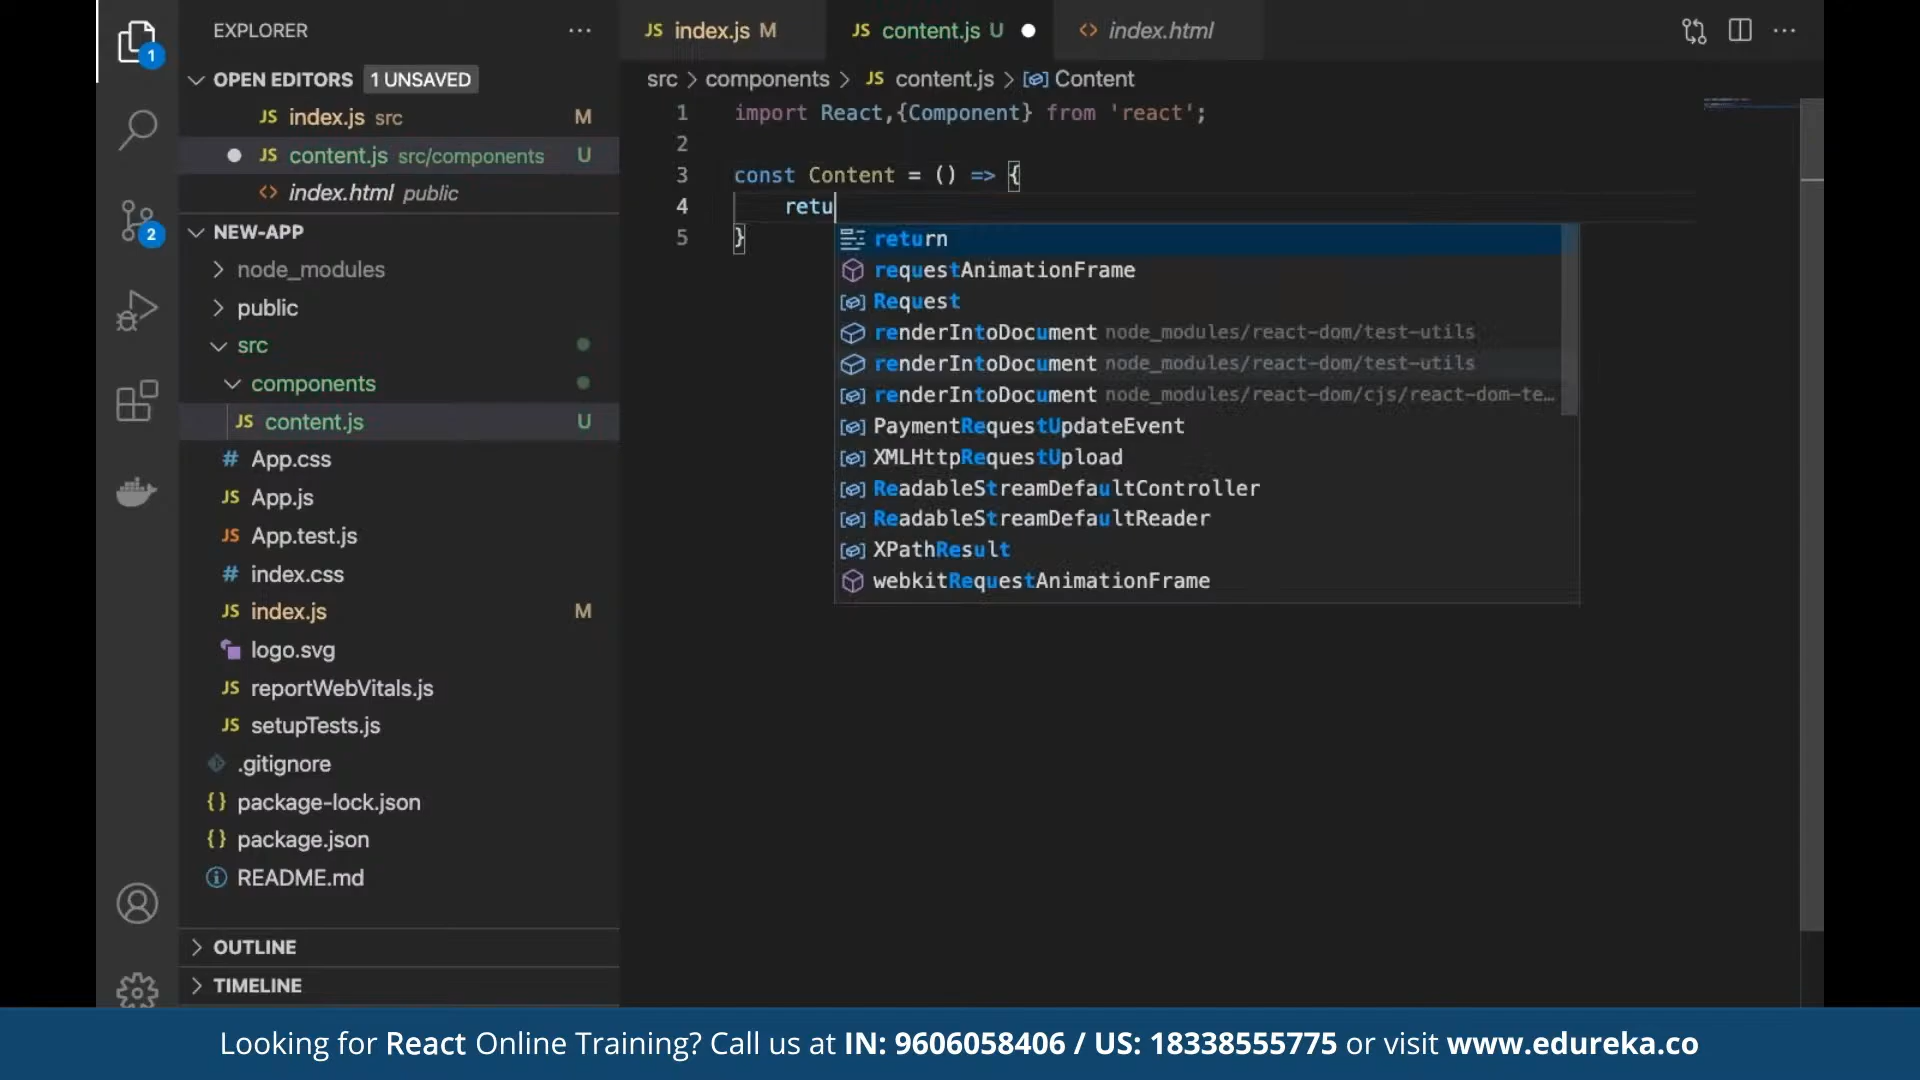 EXPLORER
OPEN EDITORS 1 UNSAVED
JS index.js src M
JS content.js src/components U
<> index.html public
NEW-APP
node_modules
public
src
components
JS content.js U
# App.css
JS App.js
JS App.test.js
# index.css
JS index.js M
logo.svg
JS reportWebVitals.js
JS setupTests.js
.gitignore
{} package-lock.json
{} package.json
README.md
OUTLINE
TIMELINE
1
2
JS index.js M
JS content.js U
<> index.html
src > components > JS content.js > Content
1 import React,{Component} from 'react';
2
3 const Content = () => {
4 retu
5 }
return
requestAnimationFrame
Request
renderIntoDocument node_modules/react-dom/test-utils
renderIntoDocument node_modules/react-dom/test-utils
renderIntoDocument node_modules/react-dom/cjs/react-dom-te…
PaymentRequestUpdateEvent
XMLHttpRequestUpload
ReadableStreamDefaultController
ReadableStreamDefaultReader
XPathResult
webkitRequestAnimationFrame
Looking for React Online Training? Call us at IN: 9606058406 / US: 18338555775 or visit www.edureka.co